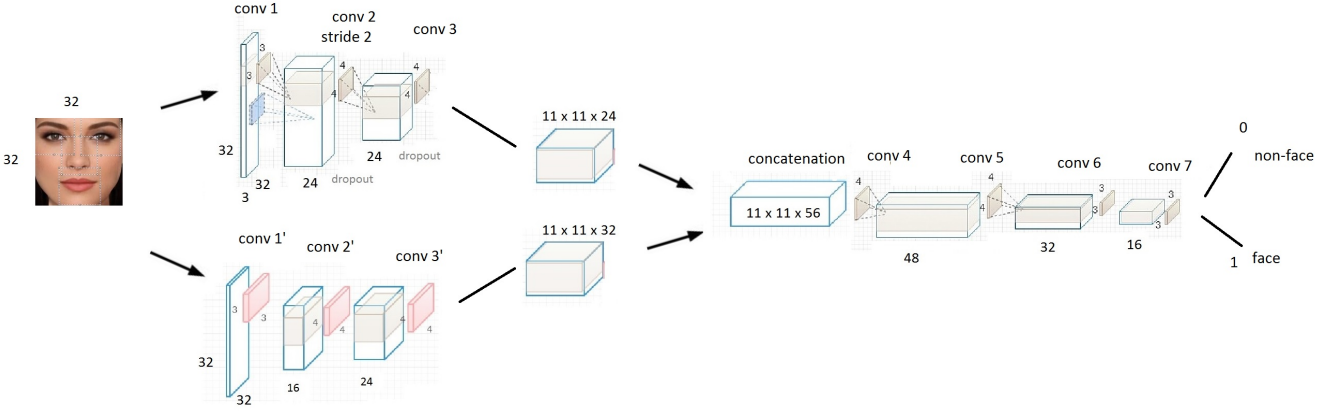 32
32
conv 1
conv 2
stride 2
conv 3
3
3
4
4
4
4
32
32
3
24
dropout
24
dropout
11 x 11 x 24
conv 1'
conv 2'
conv 3'
3
3
4
4
4
4
32
32
16
24
11 x 11 x 32
concatenation
11 x 11 x 56
conv 4
4
4
48
conv 5
4
4
32
conv 6
3
3
16
conv 7
3
3
0
non-face
1
face